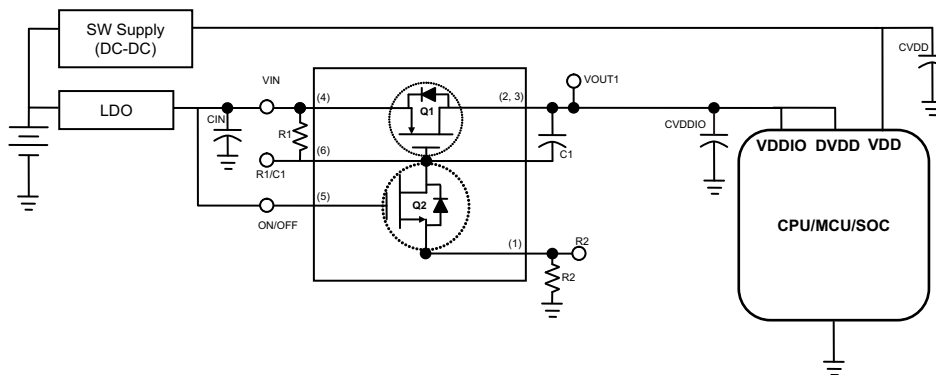 SW Supply
(DC-DC)
CVDD
VIN
VOUT1
LDO
(4)
(2, 3)
Q1
CIN
R1
CVDDIO
C1
VDDIO DVDD VDD
R1/C1
(6)
(5)
Q2
ON/OFF
CPU/MCU/SOC
(1)
R2
R2